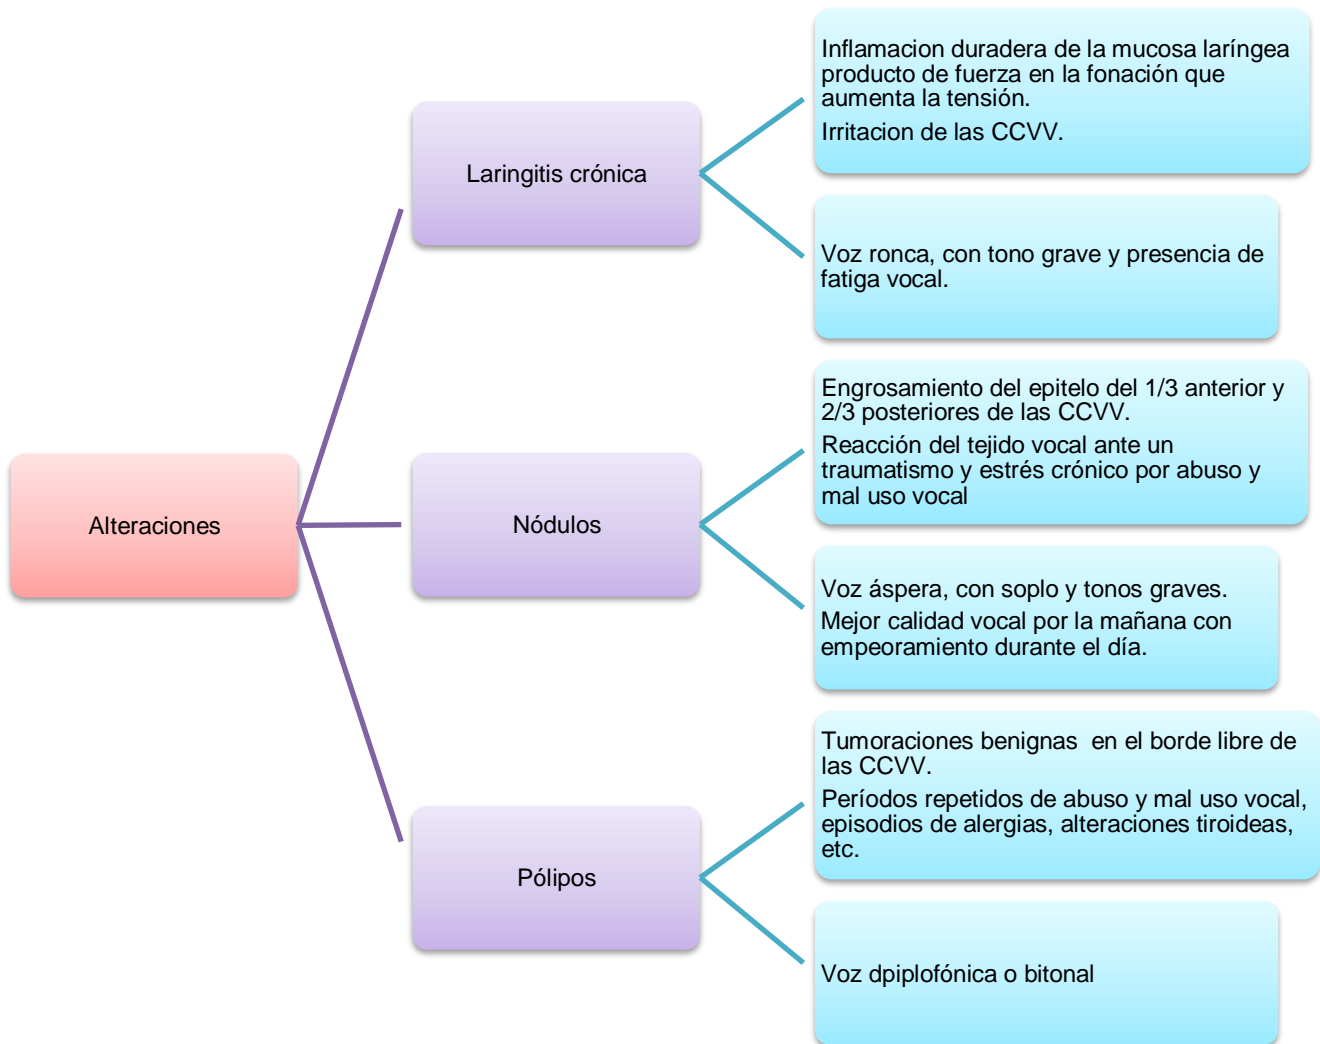 Alteraciones
Laringitis crónica
Inflamacion duradera de la mucosa laríngea
producto de fuerza en la fonación que
aumenta la tensión.
Irritacion de las CCVV.
Voz ronca, con tono grave y presencia de
fatiga vocal.
Nódulos
Engrosamiento del epitelo del 1/3 anterior y
2/3 posteriores de las CCVV.
Reacción del tejido vocal ante un
traumatismo y estrés crónico por abuso y
mal uso vocal
Voz áspera, con soplo y tonos graves.
Mejor calidad vocal por la mañana con
empeoramiento durante el día.
Pólipos
Tumoraciones benignas  en el borde libre de
las CCVV.
Períodos repetidos de abuso y mal uso vocal,
episodios de alergias, alteraciones tiroideas,
etc.
Voz dpiplofónica o bitonal